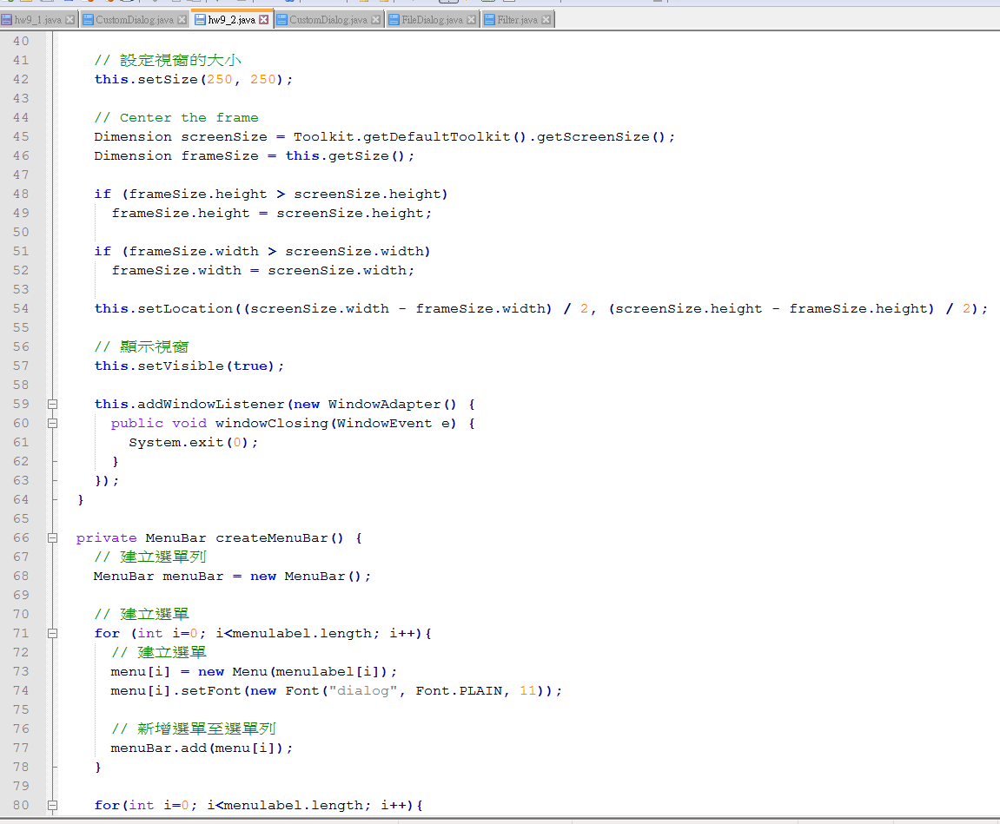 hw9_1.java CustomDialog.java hw9_2.java CustomDialog.java FileDialog.java Filter.java
40
41 // 設定視窗的大小
42 this.setSize(250, 250);
43
44 // Center the frame
45 Dimension screenSize = Toolkit.getDefaultToolkit().getScreenSize();
46 Dimension frameSize = this.getSize();
47
48 if (frameSize.height > screenSize.height)
49 frameSize.height = screenSize.height;
50
51 if (frameSize.width > screenSize.width)
52 frameSize.width = screenSize.width;
53
54 this.setLocation((screenSize.width - frameSize.width) / 2, (screenSize.height - frameSize.height) / 2);
55
56 // 顯示視窗
57 this.setVisible(true);
58
59 this.addWindowListener(new WindowAdapter() {
60 public void windowClosing(WindowEvent e) {
61 System.exit(0);
62 }
63 });
64 }
65
66 private MenuBar createMenuBar() {
67 // 建立選單列
68 MenuBar menuBar = new MenuBar();
69
70 // 建立選單
71 for (int i=0; i<menulabel.length; i++){
72 // 建立選單
73 menu[i] = new Menu(menulabel[i]);
74 menu[i].setFont(new Font("dialog", Font.PLAIN, 11));
75
76 // 新增選單至選單列
77 menuBar.add(menu[i]);
78 }
79
80 for(int i=0; i<menulabel.length; i++){